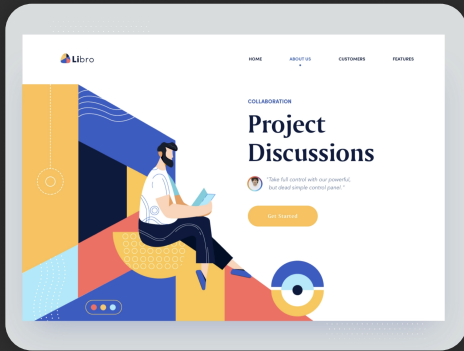 Libro
HOME ABOUT US CUSTOMERS FEATURES
COLLABORATION
Project
Discussions
"Take full control with our powerful,
but dead simple control panel."
Get Started